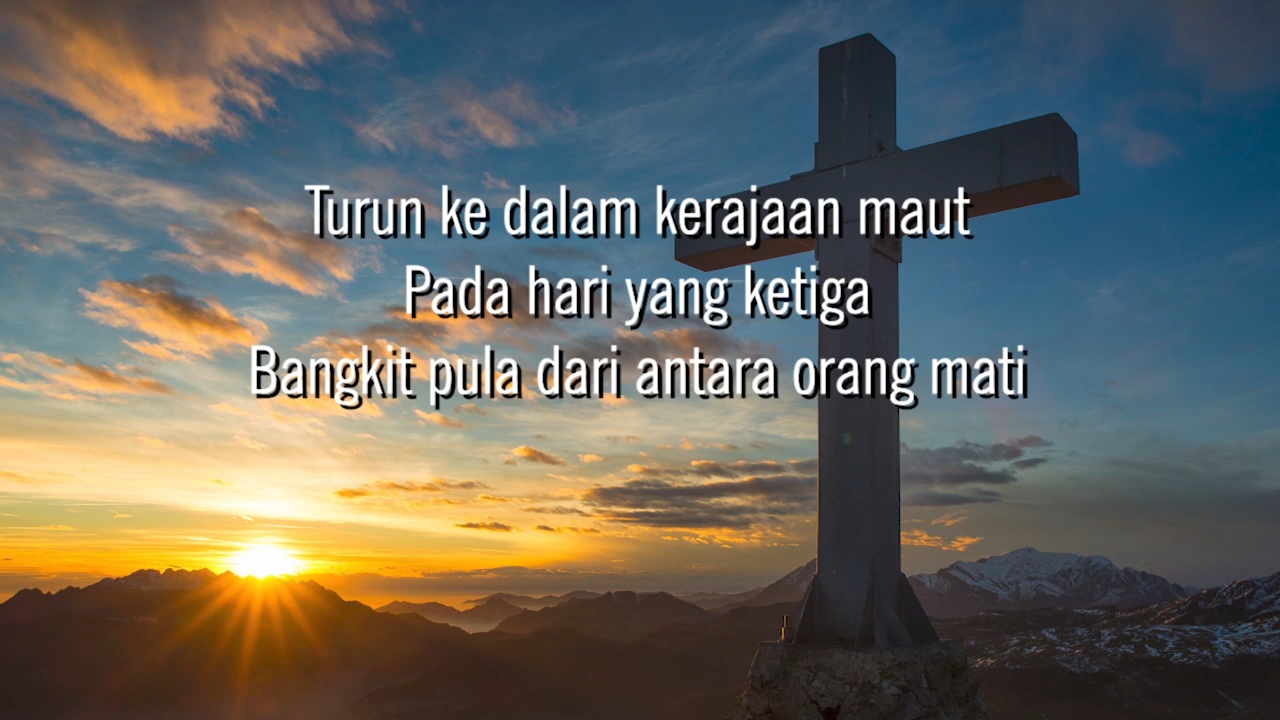 Turun ke dalam kerajaan maut
Pada hari yang ketiga
Bangkit pula dari antara orang mati